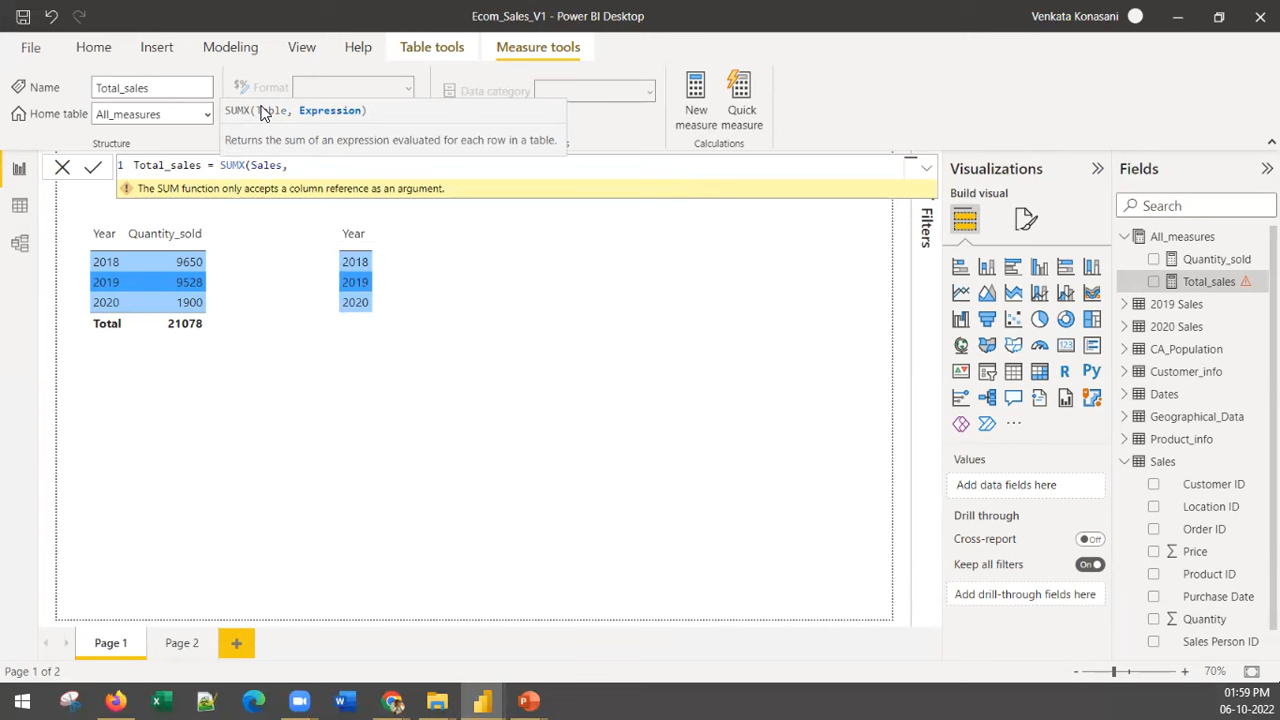 Ecom_Sales_V1 - Power BI Desktop
Venkata Konasani
File Home Insert Modeling View Help Table tools Measure tools
Name Total_sales
Home table All_measures
Structure
Format
Data category
SUMX(Table, Expression)
Returns the sum of an expression evaluated for each row in a table.
New measure
Quick measure
Calculations
1 Total_sales = SUMX(Sales,
The SUM function only accepts a column reference as an argument.
Year Quantity_sold
2018 9650
2019 9528
2020 1900
Total 21078
Year
2018
2019
2020
Filters
Visualizations
Build visual
R Py
123
...
Values
Add data fields here
Drill through
Cross-report Off
Keep all filters On
Add drill-through fields here
Fields
Search
All_measures
Quantity_sold
Total_sales
2019 Sales
2020 Sales
CA_Population
Customer_info
Dates
Geographical_Data
Product_info
Sales
Customer ID
Location ID
Order ID
Price
Product ID
Purchase Date
Quantity
Sales Person ID
Page 1 Page 2
Page 1 of 2
70%
01:59 PM
06-10-2022